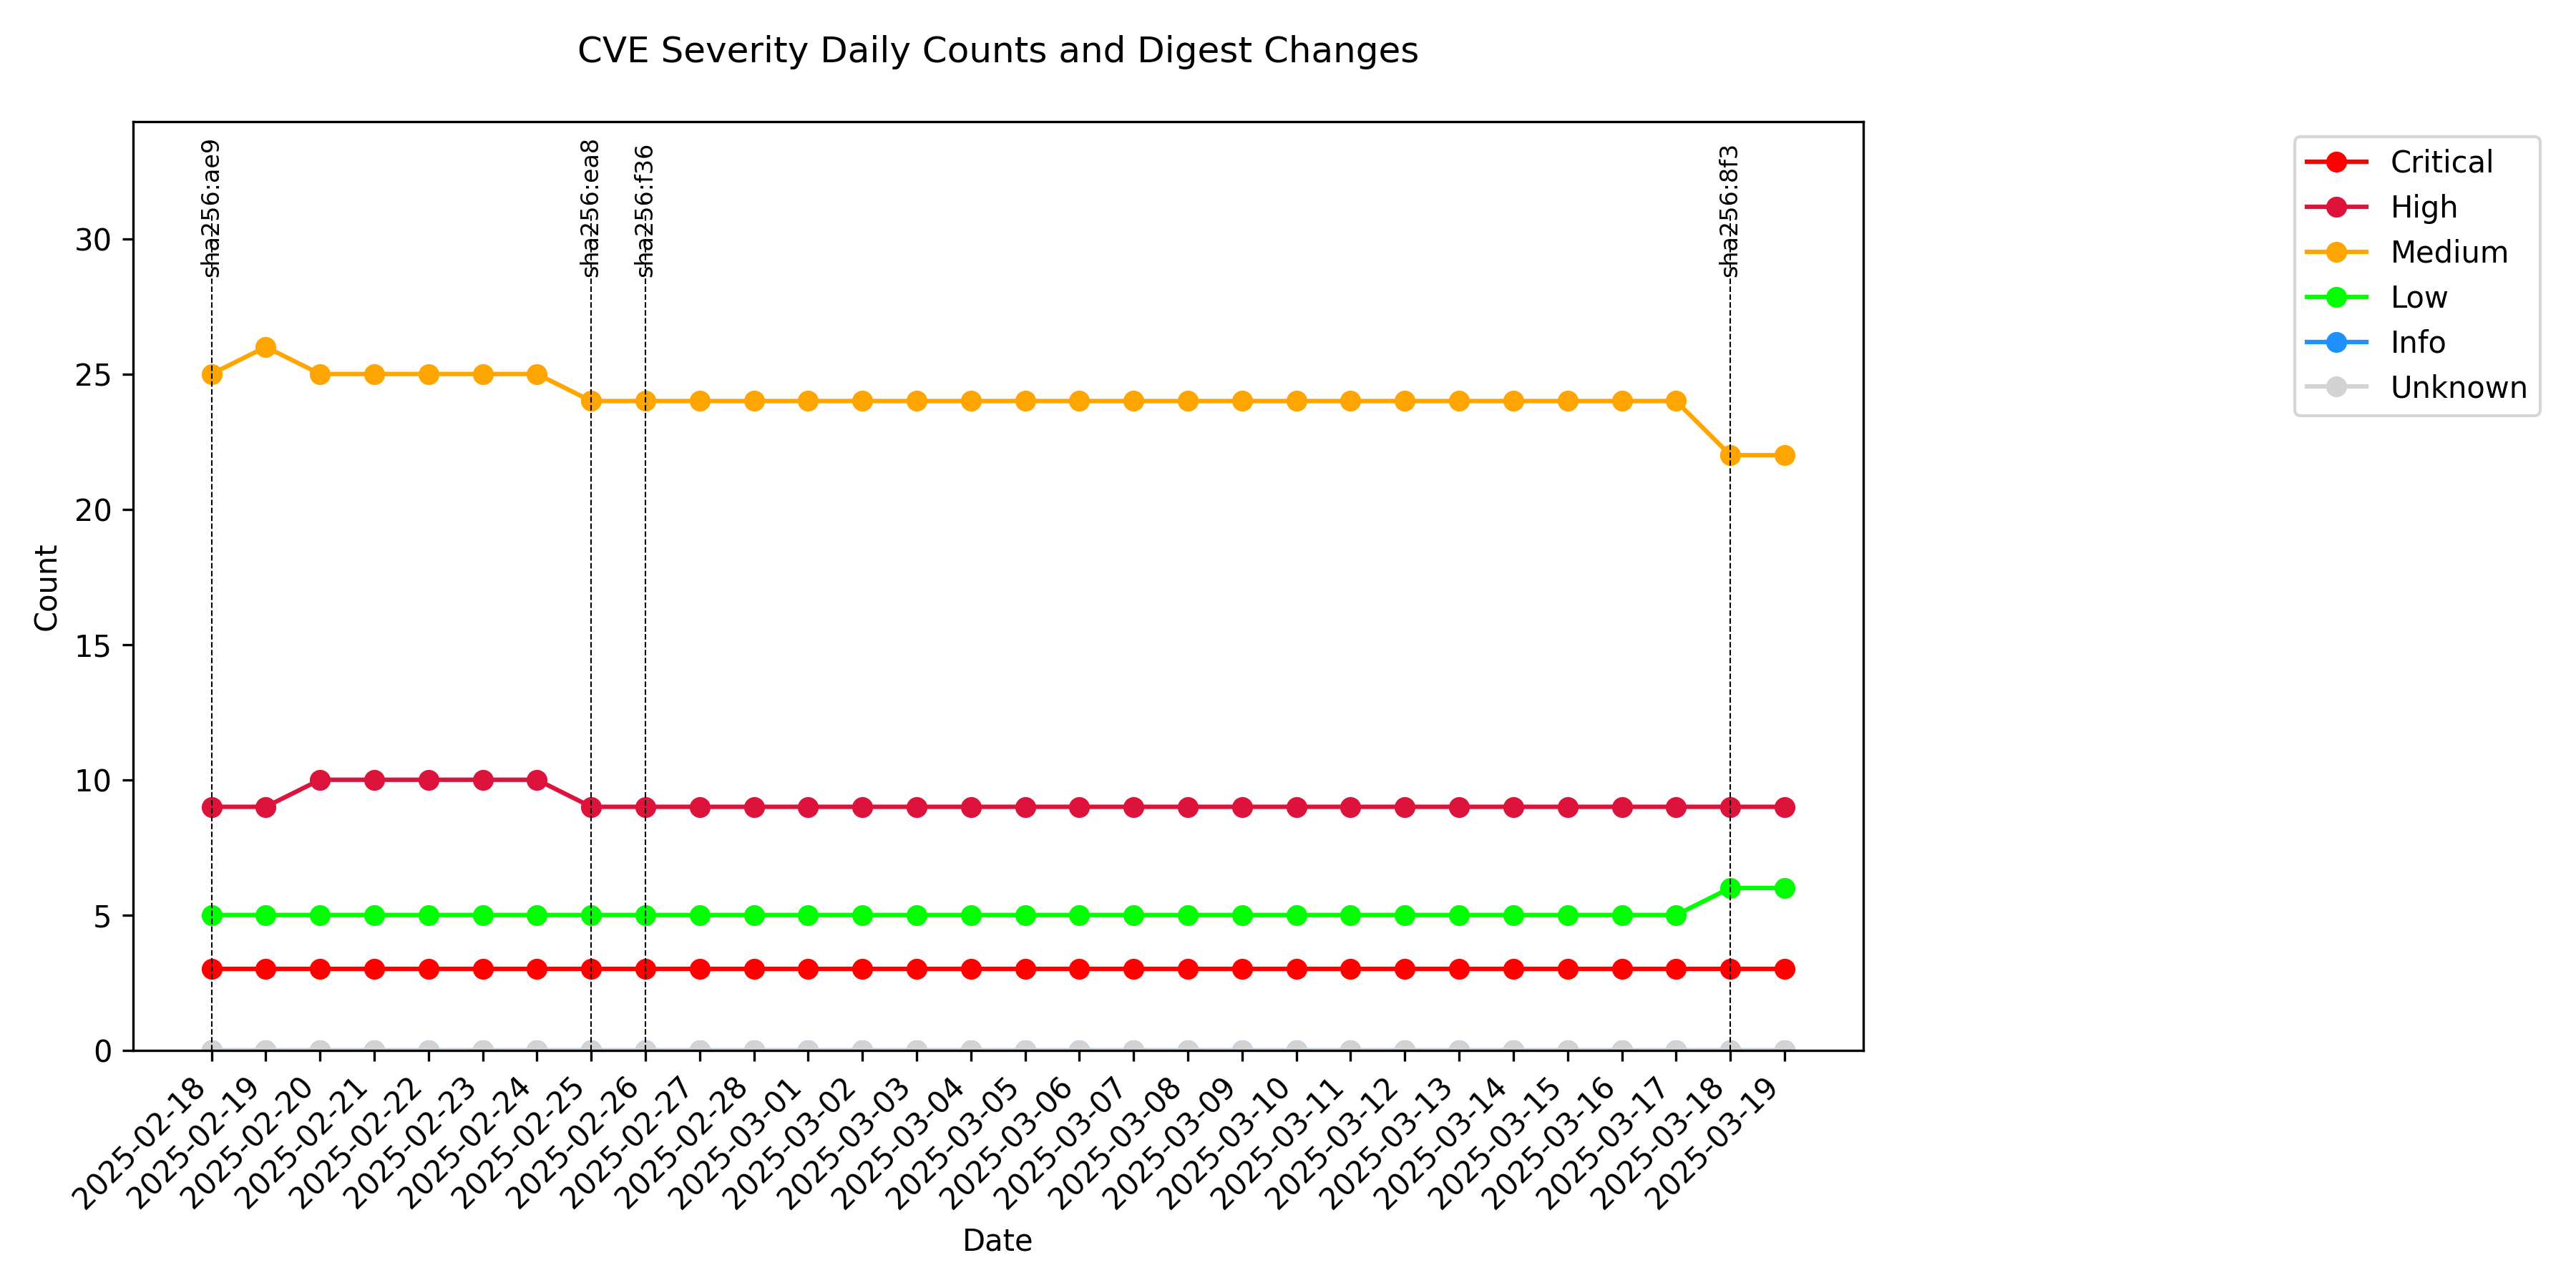 CVE Severity Daily Counts and Digest Changes
sha256:ae9
sha256:ea8
sha256:f36
sha256:8f3
Critical
High
Medium
Low
Info
Unknown
Count
30
25
20
15
10
5
0
2025-02-18
2025-02-19
2025-02-20
2025-02-21
2025-02-22
2025-02-23
2025-02-24
2025-02-25
2025-02-26
2025-02-27
2025-02-28
2025-03-01
2025-03-02
2025-03-03
2025-03-04
2025-03-05
2025-03-06
2025-03-07
2025-03-08
2025-03-09
2025-03-10
2025-03-11
2025-03-12
2025-03-13
2025-03-14
2025-03-15
2025-03-16
2025-03-17
2025-03-18
2025-03-19
Date